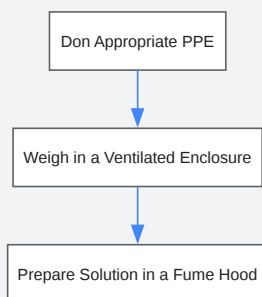 Don Appropriate PPE
Weigh in a Ventilated Enclosure
Prepare Solution in a Fume Hood